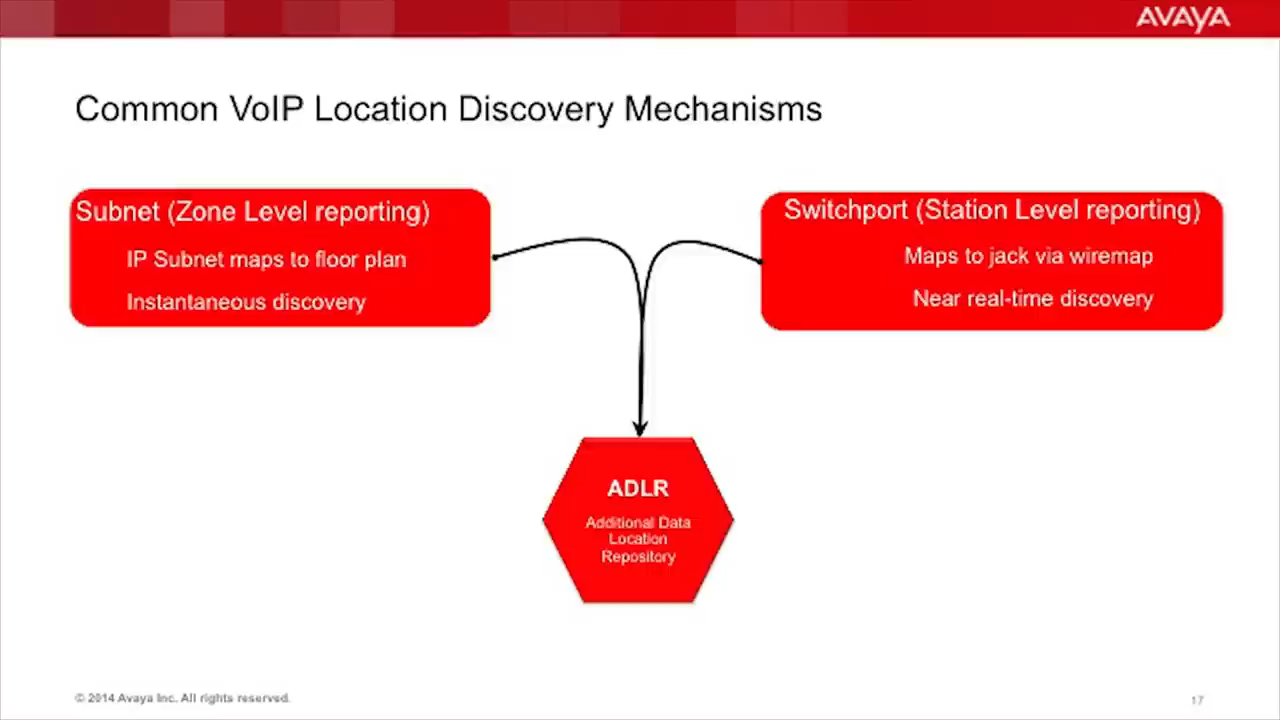 AVAYA
Common VoIP Location Discovery Mechanisms
Subnet (Zone Level reporting)
IP Subnet maps to floor plan
Instantaneous discovery
Switchport (Station Level reporting)
Maps to jack via wiremap
Near real-time discovery
ADLR
Additional Data
Location
Repository
© 2014 Avaya Inc. All rights reserved.
17